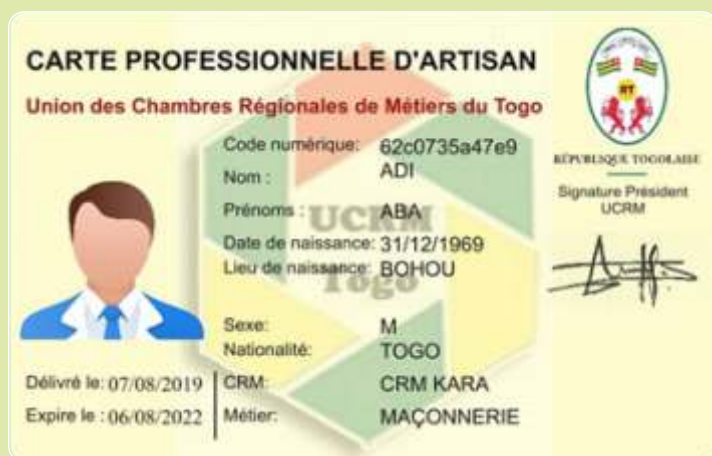 CARTE PROFESSIONNELLE D'ARTISAN
Union des Chambres Régionales de Métiers du Togo
Code numérique: 62c0735a47e9
Nom : ADI
Prénoms : ABA
Date de naissance: 31/12/1969
Lieu de naissance: BOHOU
Sexe: M
Nationalité: TOGO
Délivré le: 07/08/2019
CRM: CRM KARA
Expire le : 06/08/2022
Métier: MAÇONNERIE
RT
RÉPUBLIQUE TOGOLAISE
Signature Président
UCRM
UCRM
Togo